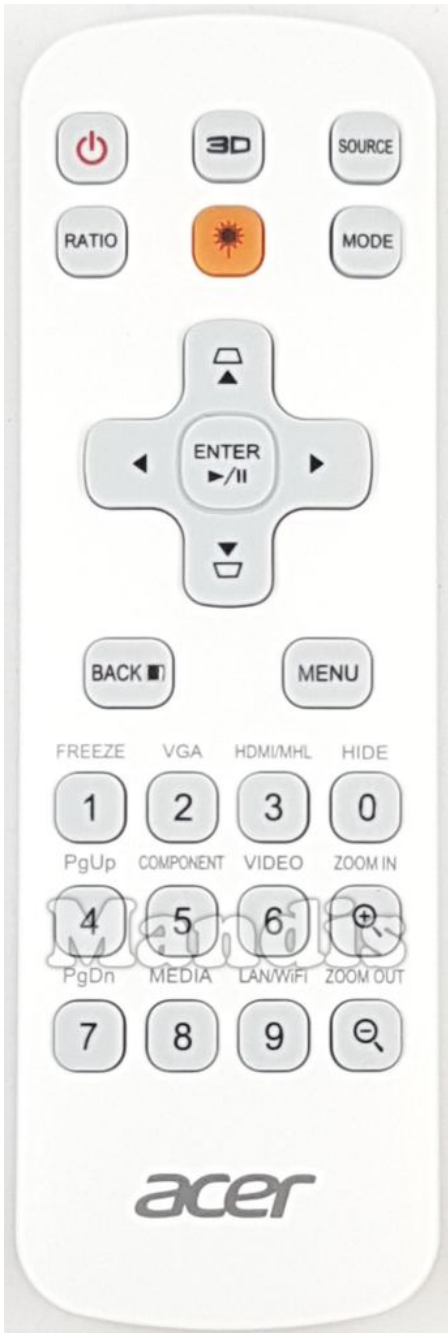 3D SOURCE
RATIO MODE
ENTER
BACK MENU
FREEZE VGA HDMI/MHL HIDE
1 2 3 0
PgUp COMPONENT VIDEO ZOOM IN
4 5 6
Mandis
PgDn MEDIA LAN/WiFi ZOOM OUT
7 8 9
acer